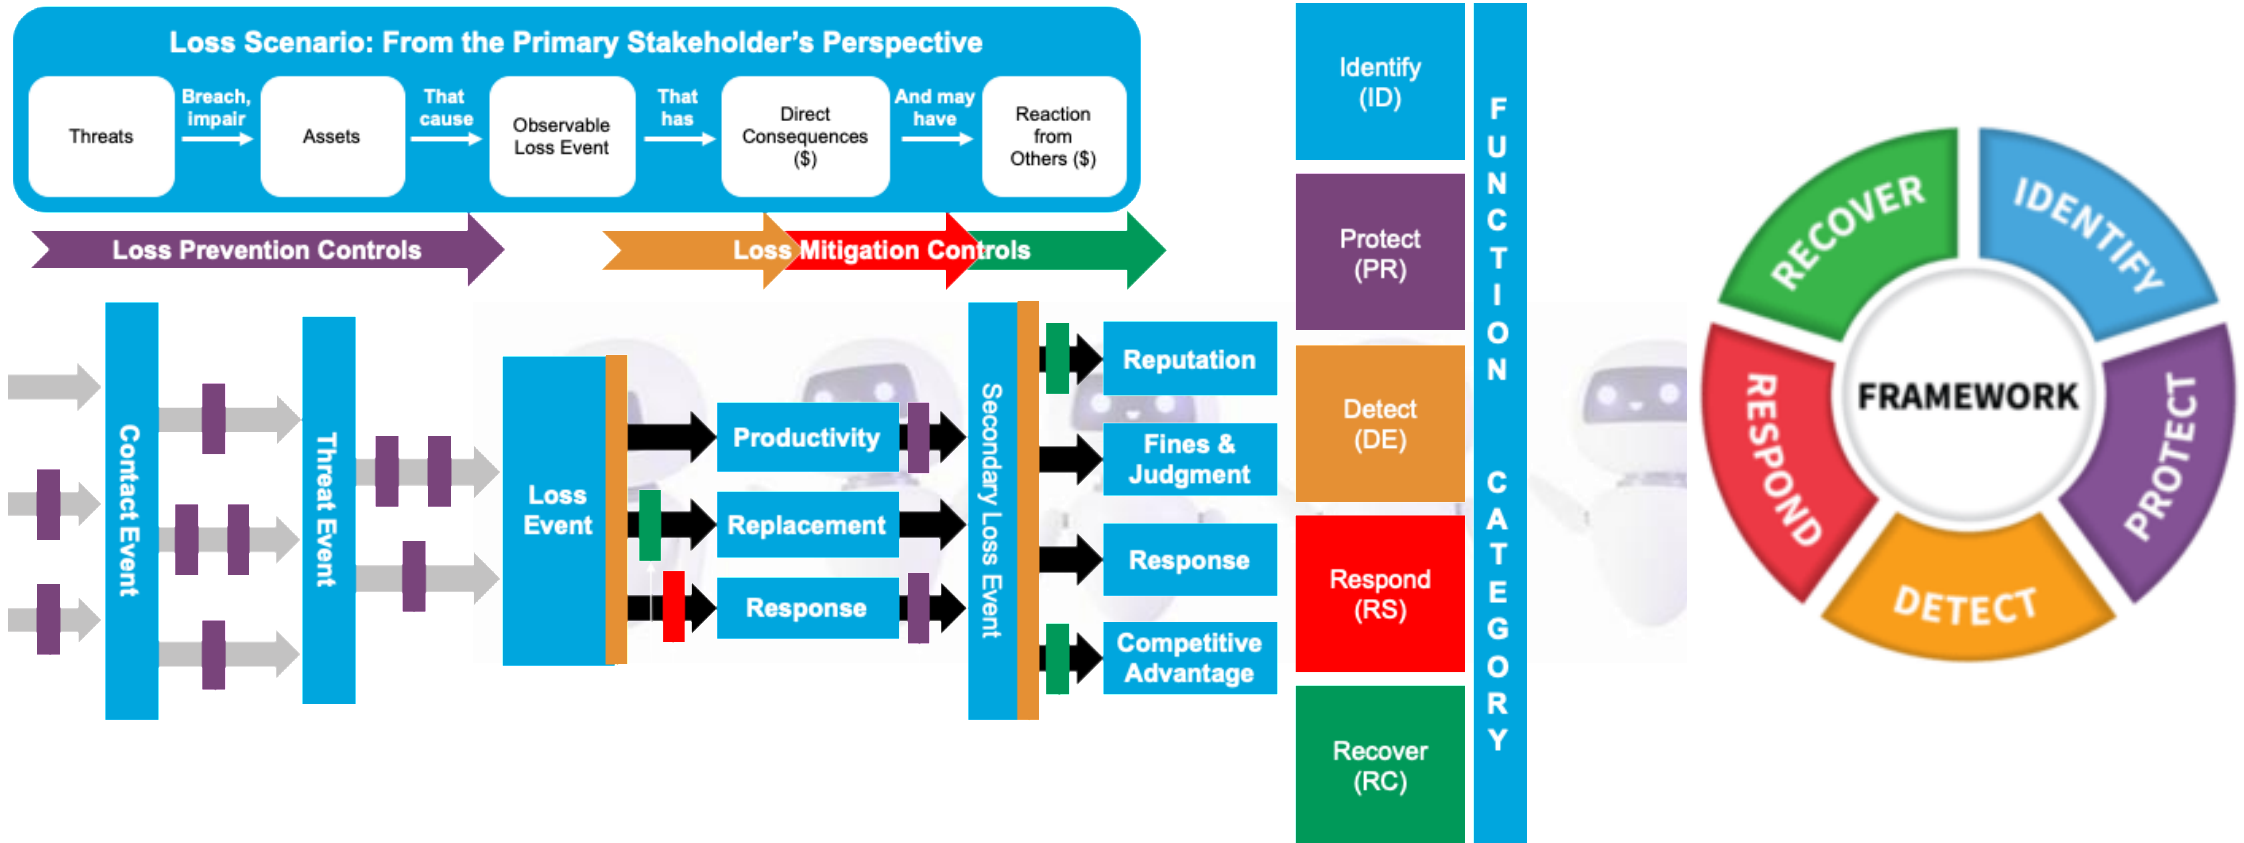 Loss Scenario: From the Primary Stakeholder's Perspective
Threats
Breach,
impair
Assets
That
cause
Observable
Loss Event
That
has
Direct
Consequences
($)
And may
have
Reaction
from
Others ($)
Loss Prevention Controls
Loss Mitigation Controls
Contact Event
Threat Event
Loss
Event
Productivity
Replacement
Response
Secondary Loss Event
Reputation
Fines &
Judgment
Response
Competitive
Advantage
Identify
(ID)
Protect
(PR)
Detect
(DE)
Respond
(RS)
Recover
(RC)
FUNCTION CATEGORY
RECOVER
IDENTIFY
PROTECT
DETECT
RESPOND
FRAMEWORK